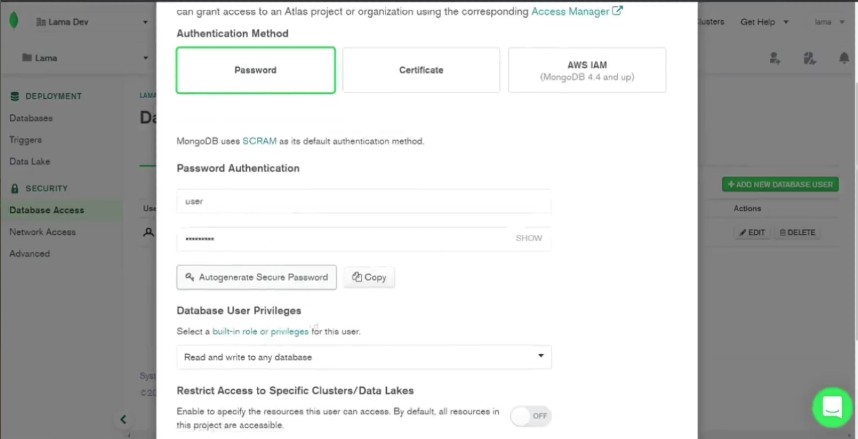 can grant access to an Atlas project or organization using the corresponding Access Manager
Lama Dev
Clusters
Get Help
lama
Authentication Method
Password
Certificate
AWS IAM
(MongoDB 4.4 and up)
Lama
DEPLOYMENT
Databases
Triggers
Data Lake
SECURITY
Database Access
Network Access
Advanced
LAMA
Da
MongoDB uses SCRAM as its default authentication method.
Password Authentication
user
•••••••••
SHOW
Autogenerate Secure Password
Copy
+ ADD NEW DATABASE USER
Use
Actions
EDIT
DELETE
Database User Privileges
Select a built-in role or privileges for this user.
Read and write to any database
Restrict Access to Specific Clusters/Data Lakes
Enable to specify the resources this user can access. By default, all resources in
this project are accessible.
OFF
Syst